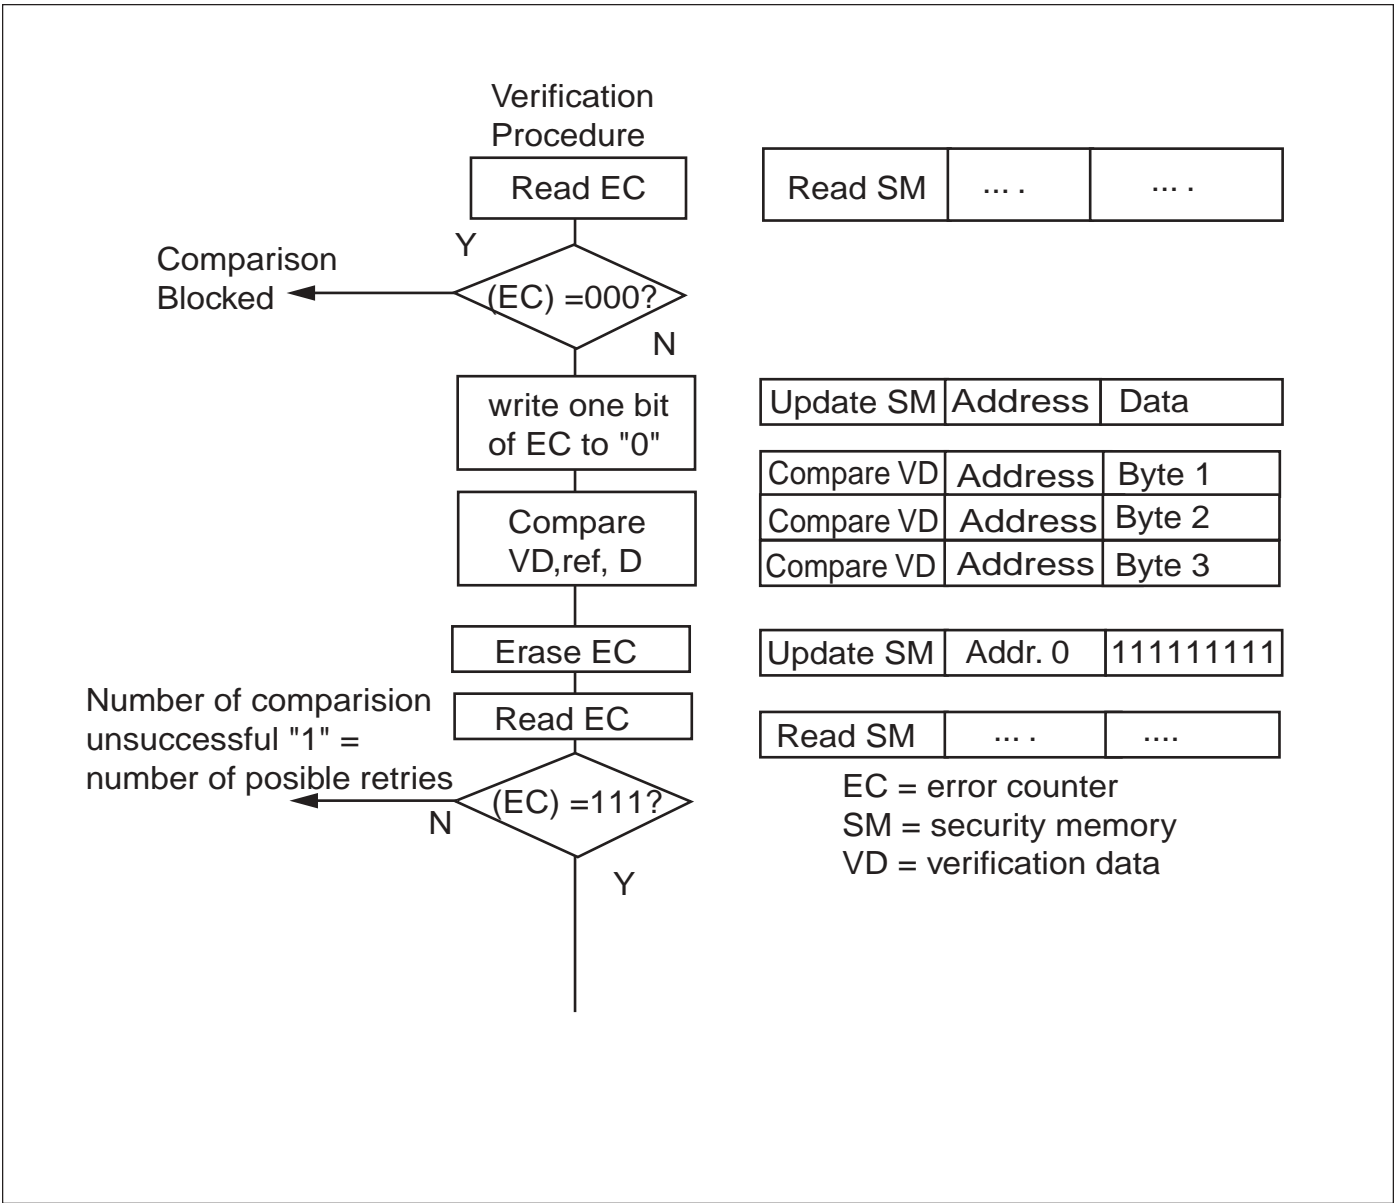 Verification
Procedure
Read EC
Read SM ... . ... .
Y
Comparison
Blocked
(EC) =000?
N
write one bit
of EC to "0"
Update SM Address Data
Compare VD Address Byte 1
Compare
VD,ref, D
Compare VD Address Byte 2
Compare VD Address Byte 3
Erase EC
Update SM Addr. 0 111111111
Number of comparision
unsuccessful "1" =
number of posible retries
Read EC
Read SM ... . ....
(EC) =111?
N
Y
EC = error counter
SM = security memory
VD = verification data